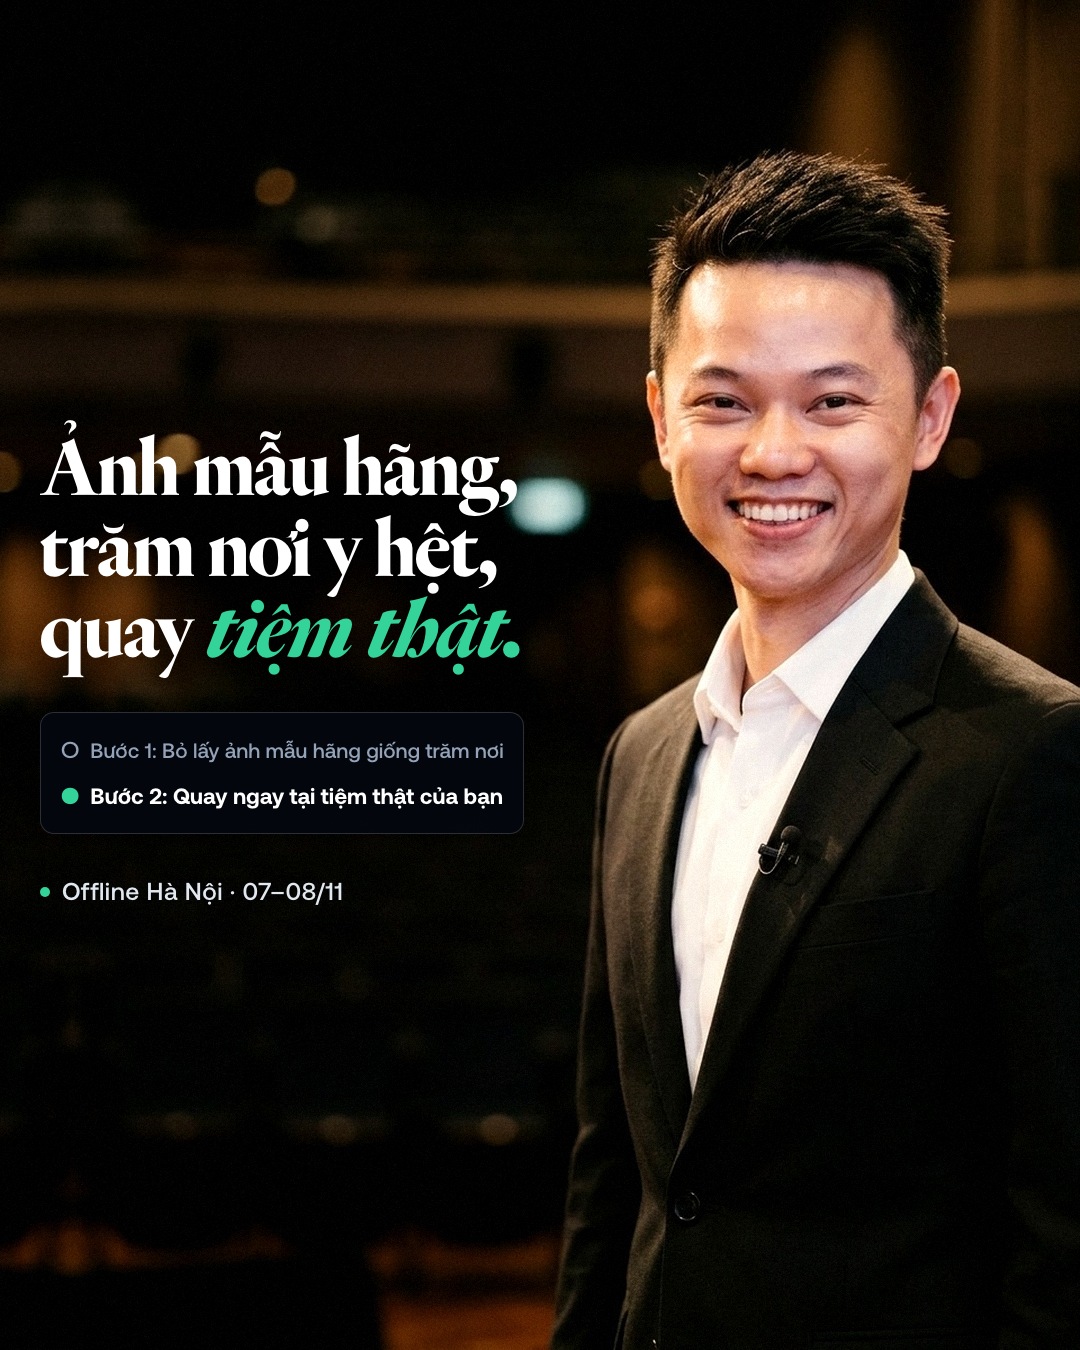 Ảnh mẫu hãng,
trăm nơi y hệt,
quay tiệm thật.
Bước 1: Bỏ lấy ảnh mẫu hãng giống trăm nơi
Bước 2: Quay ngay tại tiệm thật của bạn
Offline Hà Nội · 07–08/11